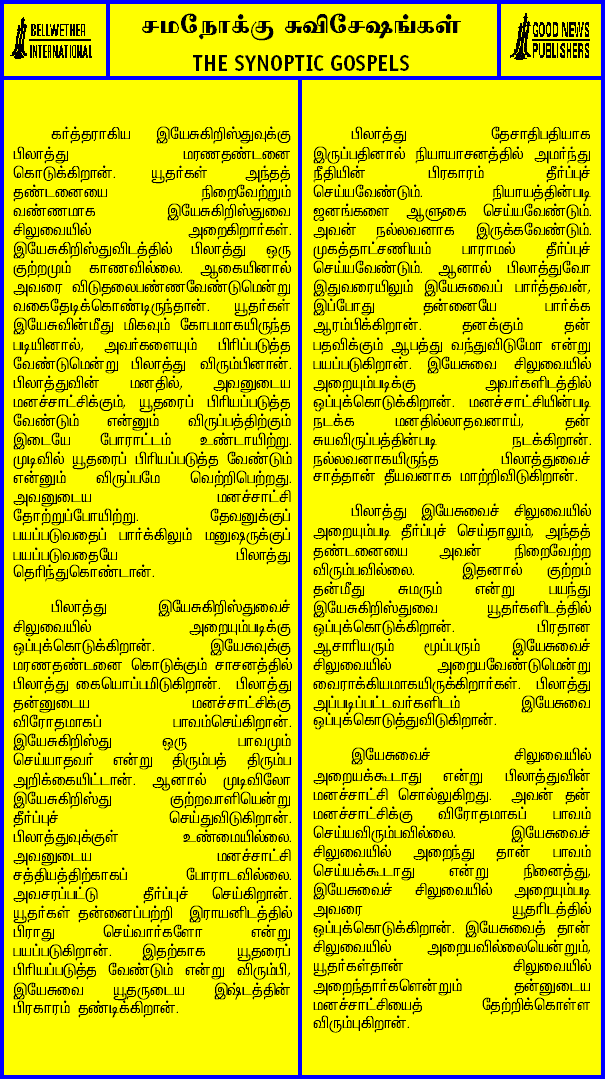 BELLWETHER
INTERNATIONAL
சமநோக்கு சுவிசேஷங்கள்
THE SYNOPTIC GOSPELS
GOOD NEWS
PUBLISHERS
கர்த்தராகிய இயேசுகிறிஸ்துவுக்கு
பிலாத்து மரணதண்டனை
கொடுக்கிறான். யூதர்கள் அந்தத்
தண்டனையை நிறைவேற்றும்
வண்ணமாக இயேசுகிறிஸ்துவை
சிலுவையில் அறைகிறார்கள்.
இயேசுகிறிஸ்துவிடத்தில் பிலாத்து ஒரு
குற்றமும் காணவில்லை. ஆகையினால்
அவரை விடுதலைபண்ணவேண்டுமென்று
வகைதேடிக்கொண்டிருந்தான். யூதர்கள்
இயேசுவின்மீது மிகவும் கோபமாகயிருந்த
படியினால், அவர்களையும் பிரிப்படுத்த
வேண்டுமென்று பிலாத்து விரும்பினான்.
பிலாத்துவின் மனதில், அவனுடைய
மனச்சாட்சிக்கும், யூதரைப் பிரியப்படுத்த
வேண்டும் என்னும் விருப்பத்திற்கும்
இடையே போராட்டம் உண்டாயிற்று.
முடிவில் யூதரைப் பிரியப்படுத்த வேண்டும்
என்னும் விருப்பமே வெற்றிபெற்றது.
அவனுடைய மனச்சாட்சி
தோற்றுப்போயிற்று. தேவனுக்குப்
பயப்படுவதைப் பார்க்கிலும் மனுஷருக்குப்
பயப்படுவதையே பிலாத்து
தெரிந்துகொண்டான்.
பிலாத்து இயேசுகிறிஸ்துவைச்
சிலுவையில் அறையும்படிக்கு
ஒப்புக்கொடுக்கிறான். இயேசுவுக்கு
மரணதண்டனை கொடுக்கும் சாசனத்தில்
பிலாத்து கையொப்பமிடுகிறான். பிலாத்து
தன்னுடைய மனச்சாட்சிக்கு
விரோதமாகப் பாவம்செய்கிறான்.
இயேசுகிறிஸ்து ஒரு பாவமும்
செய்யாதவர் என்று திரும்பத் திரும்ப
அறிக்கையிட்டான். ஆனால் முடிவிலோ
இயேசுகிறிஸ்து குற்றவாளியென்று
தீர்ப்புச் செய்துவிடுகிறான்.
பிலாத்துவுக்குள் உண்மையில்லை.
அவனுடைய மனச்சாட்சி
சத்தியத்திற்காகப் போராடவில்லை.
அவசரப்பட்டு தீர்ப்புச் செய்கிறான்.
யூதர்கள் தன்னைப்பற்றி இராயனிடத்தில்
பிராது செய்வார்களோ என்று
பயப்படுகிறான். இதற்காக யூதரைப்
பிரியப்படுத்த வேண்டும் என்று விரும்பி,
இயேசுவை யூதருடைய இஷ்டத்தின்
பிரகாரம் தண்டிக்கிறான்.
பிலாத்து தேசாதிபதியாக
இருப்பதினால் நியாயாசனத்தில் அமர்ந்து
நீதியின் பிரகாரம் தீர்ப்புச்
செய்யவேண்டும். நியாயத்தின்படி
ஜனங்களை ஆளுகை செய்யவேண்டும்.
அவன் நல்லவனாக இருக்கவேண்டும்.
முகத்தாட்சணியம் பாராமல் தீர்ப்புச்
செய்யவேண்டும். ஆனால் பிலாத்துவோ
இதுவரையிலும் இயேசுவைப் பார்த்தவன்,
இப்போது தன்னையே பார்க்க
ஆரம்பிக்கிறான். தனக்கும் தன்
பதவிக்கும் ஆபத்து வந்துவிடுமோ என்று
பயப்படுகிறான். இயேசுவை சிலுவையில்
அறையும்படிக்கு அவர்களிடத்தில்
ஒப்புக்கொடுக்கிறான். மனச்சாட்சியின்படி
நடக்க மனதில்லாதவனாய், தன்
சுயவிருப்பத்தின்படி நடக்கிறான்.
நல்லவனாகயிருந்த பிலாத்துவைச்
சாத்தான் தீயவனாக மாற்றிவிடுகிறான்.
பிலாத்து இயேசுவைச் சிலுவையில்
அறையும்படி தீர்ப்புச் செய்தாலும், அந்தத்
தண்டனையை அவன் நிறைவேற்ற
விரும்பவில்லை. இதனால் குற்றம்
தன்மீது சுமரும் என்று பயந்து
இயேசுகிறிஸ்துவை யூதர்களிடத்தில்
ஒப்புக்கொடுக்கிறான். பிரதான
ஆசாரியரும் மூப்பரும் இயேசுவைச்
சிலுவையில் அறையவேண்டுமென்று
வைராக்கியமாகயிருக்கிறார்கள். பிலாத்து
அப்படிப்பட்டவர்களிடம் இயேசுவை
ஒப்புக்கொடுத்துவிடுகிறான்.
இயேசுவைச் சிலுவையில்
அறையக்கூடாது என்று பிலாத்துவின்
மனச்சாட்சி சொல்லுகிறது. அவன் தன்
மனச்சாட்சிக்கு விரோதமாகப் பாவம்
செய்யவிரும்பவில்லை. இயேசுவைச்
சிலுவையில் அறைந்து தான் பாவம்
செய்யக்கூடாது என்று நினைத்து,
இயேசுவைச் சிலுவையில் அறையும்படி
அவரை யூதரிடத்தில்
ஒப்புக்கொடுக்கிறான். இயேசுவைத் தான்
சிலுவையில் அறையவில்லையென்றும்,
யூதர்கள்தான் சிலுவையில்
அறைந்தார்களென்றும் தன்னுடைய
மனச்சாட்சியைத் தேற்றிக்கொள்ள
விரும்புகிறான்.